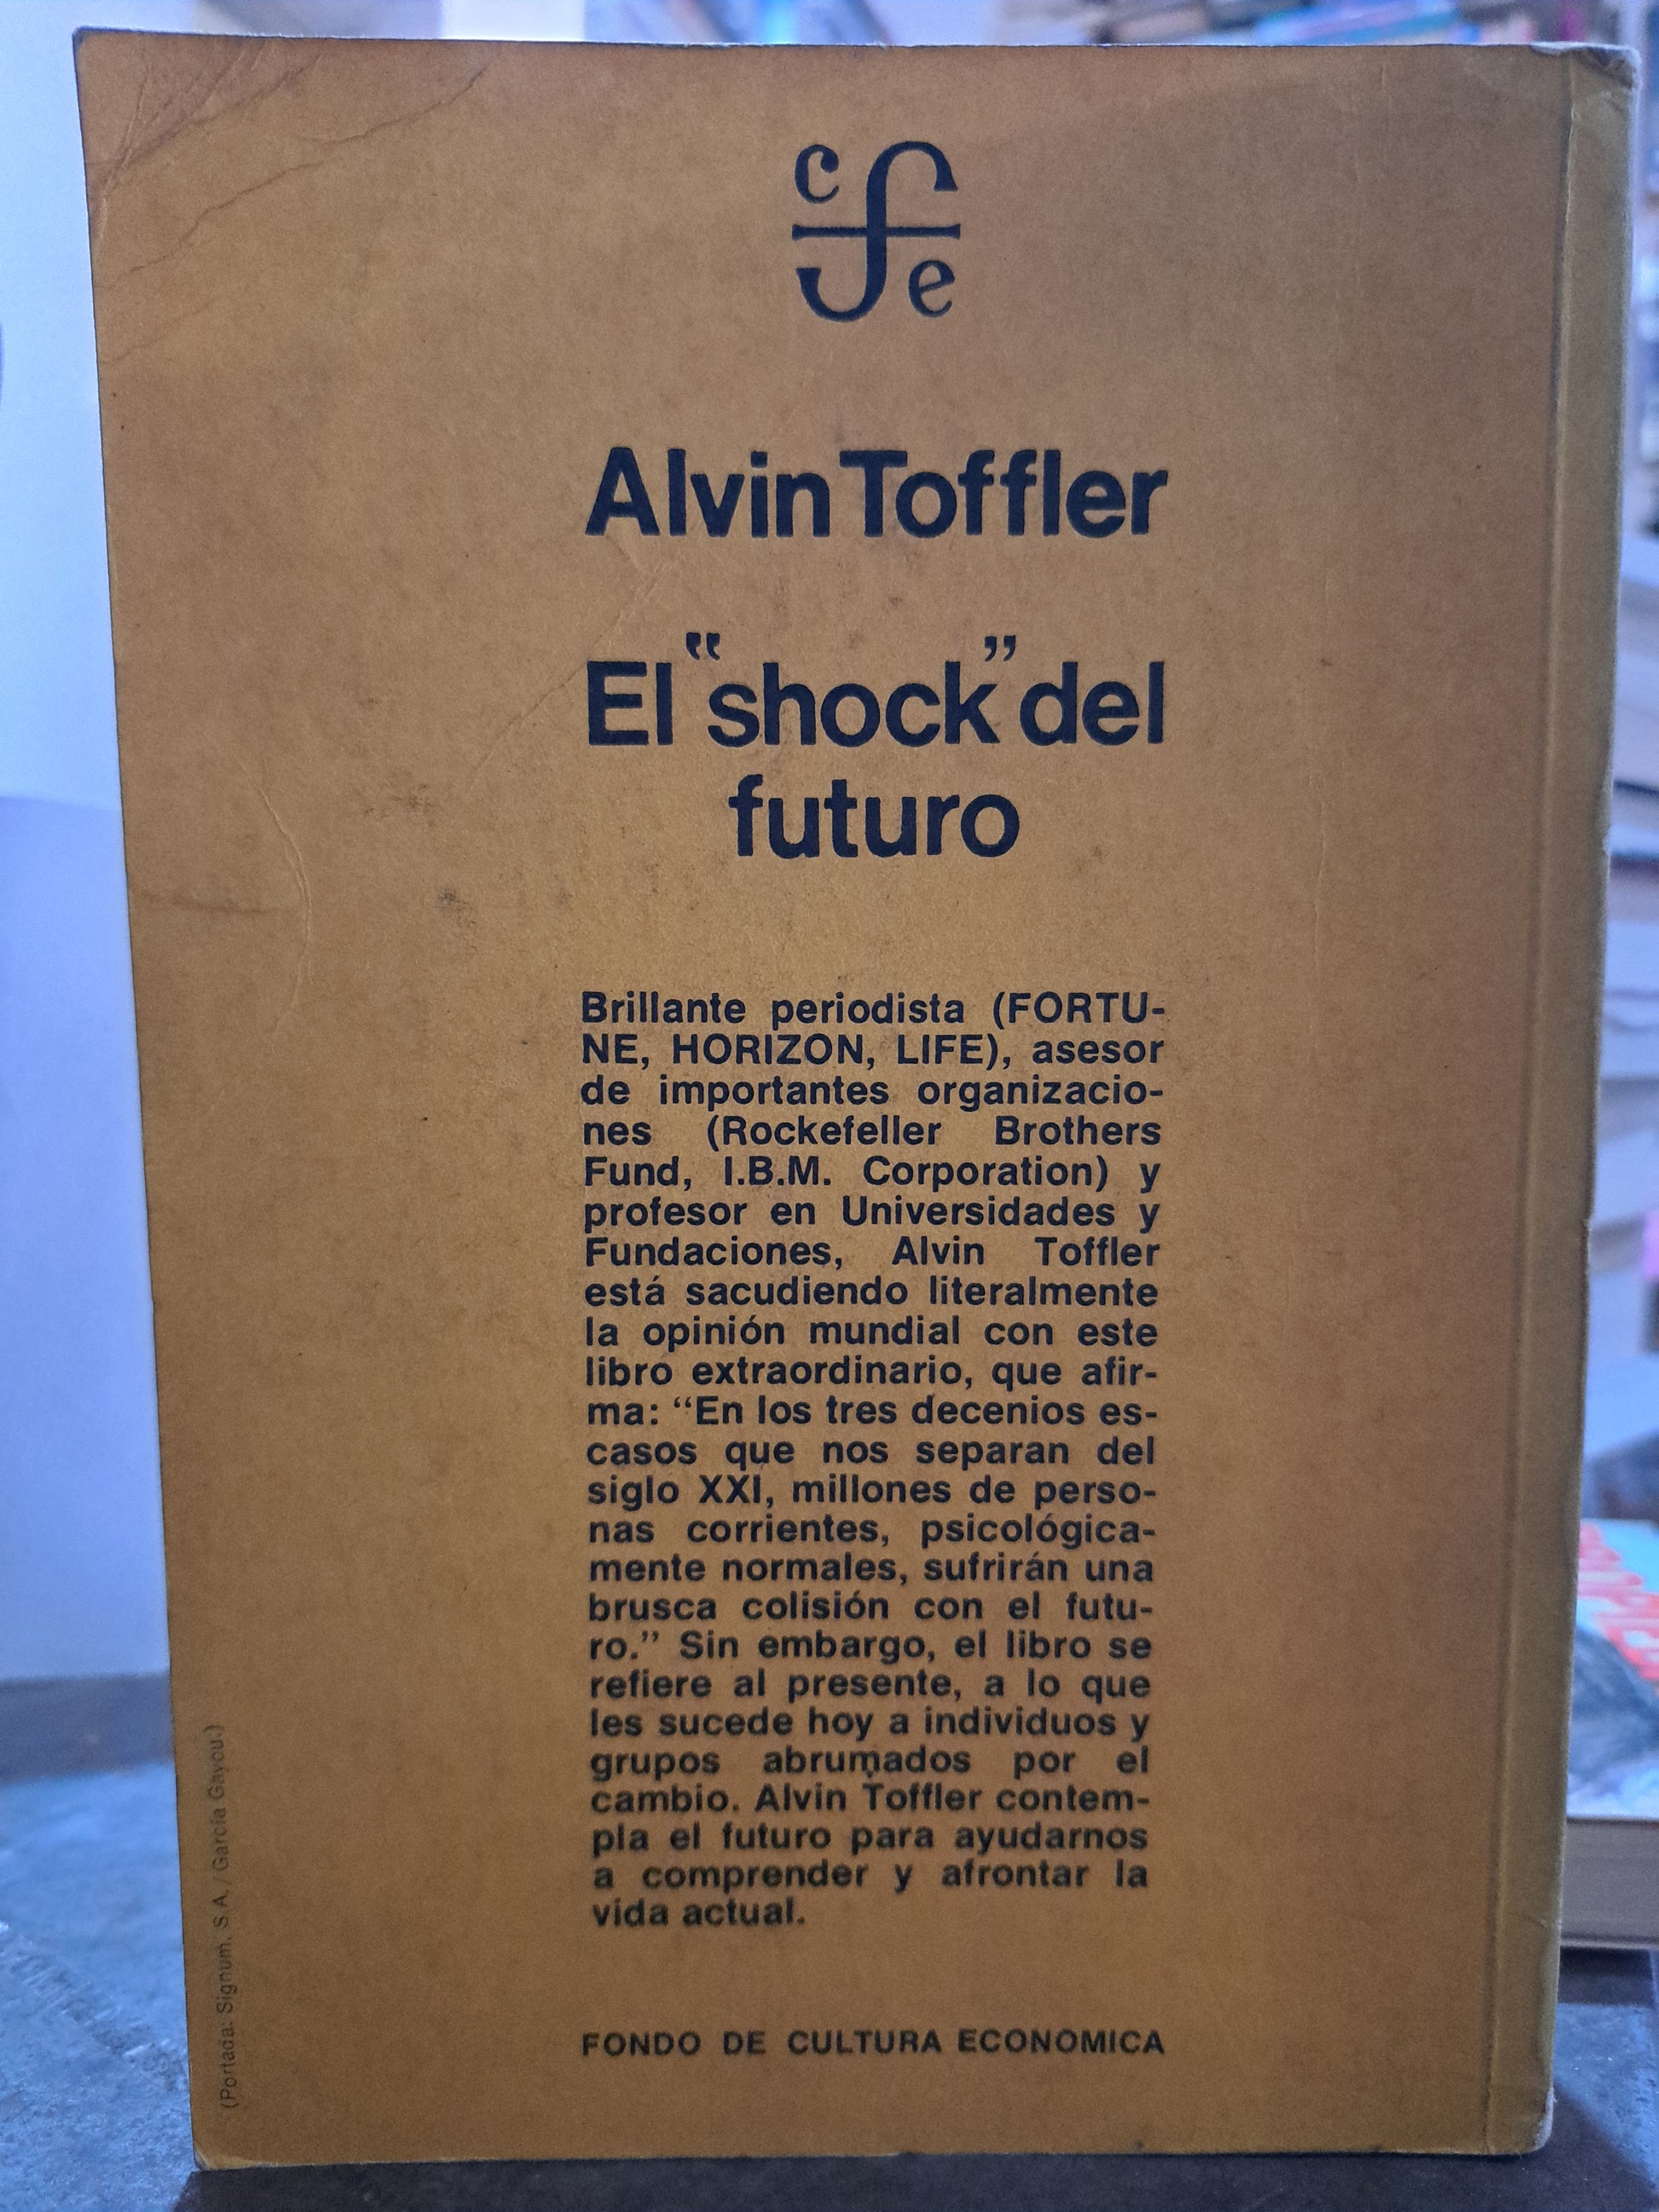 c f e
Alvin Toffler
El "shock" del
futuro
Brillante periodista (FORTU-
NE, HORIZON, LIFE), asesor
de importantes organizacio-
nes (Rockefeller Brothers
Fund, I.B.M. Corporation) y
profesor en Universidades y
Fundaciones, Alvin Toffler
está sacudiendo literalmente
la opinión mundial con este
libro extraordinario, que afir-
ma: “En los tres decenios es-
casos que nos separan del
siglo XXI, millones de perso-
nas corrientes, psicológica-
mente normales, sufrirán una
brusca colisión con el futu-
ro.” Sin embargo, el libro se
refiere al presente, a lo que
les sucede hoy a individuos y
grupos abrumados por el
cambio. Alvin Toffler contem-
pla el futuro para ayudarnos
a comprender y afrontar la
vida actual.
FONDO DE CULTURA ECONOMICA
(Portada: Signum, S.A./García Gayou.)